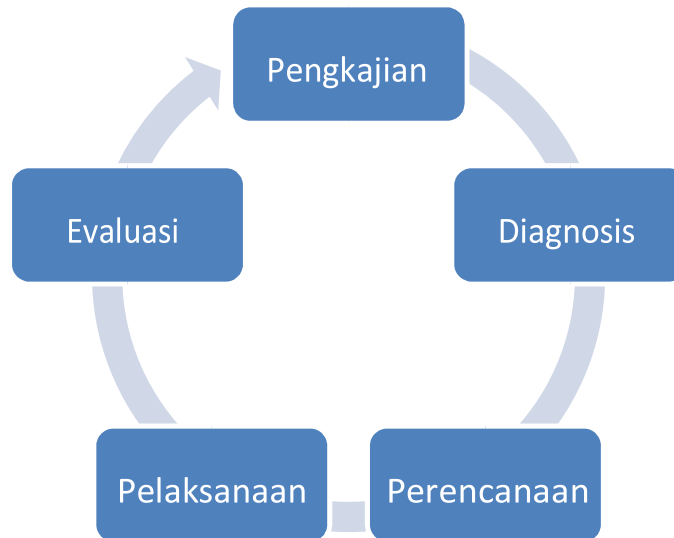 Pengkajian
Diagnosis
Perencanaan
Pelaksanaan
Evaluasi